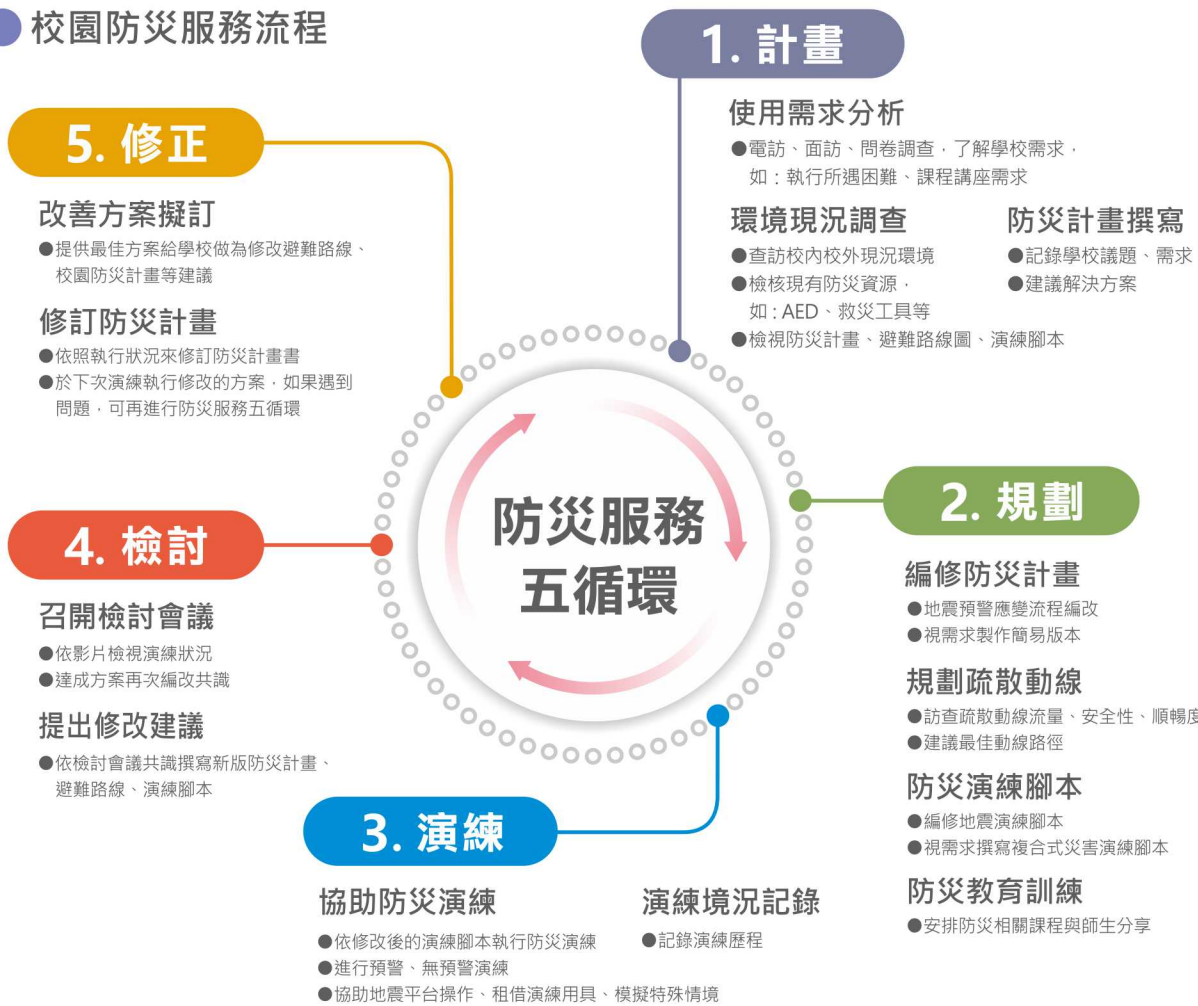 校園防災服務流程
1. 計畫
使用需求分析
●電訪、面訪、問卷調查，了解學校需求，
如：執行所遇困難、課程講座需求
環境現況調查
●查訪校內校外現況環境
●檢核現有防災資源，
如：AED、救災工具等
●檢視防災計畫、避難路線圖、演練腳本
防災計畫撰寫
●記錄學校議題、需求
●建議解決方案
2. 規劃
編修防災計畫
●地震預警應變流程編改
●視需求製作簡易版本
規劃疏散動線
●訪查疏散動線流量、安全性、順暢度
●建議最佳動線路徑
防災演練腳本
●編修地震演練腳本
●視需求撰寫複合式災害演練腳本
防災教育訓練
●安排防災相關課程與師生分享
3. 演練
協助防災演練
●依修改後的演練腳本執行防災演練
●進行預警、無預警演練
●協助地震平台操作、租借演練用具、模擬特殊情境
演練境況記錄
●記錄演練歷程
4. 檢討
召開檢討會議
●依影片檢視演練狀況
●達成方案再次編改共識
提出修改建議
●依檢討會議共識撰寫新版防災計畫、
避難路線、演練腳本
5. 修正
改善方案擬訂
●提供最佳方案給學校做為修改避難路線、
校園防災計畫等建議
修訂防災計畫
●依照執行狀況來修訂防災計畫書
●於下次演練執行修改的方案，如果遇到
問題，可再進行防災服務五循環
防災服務
五循環